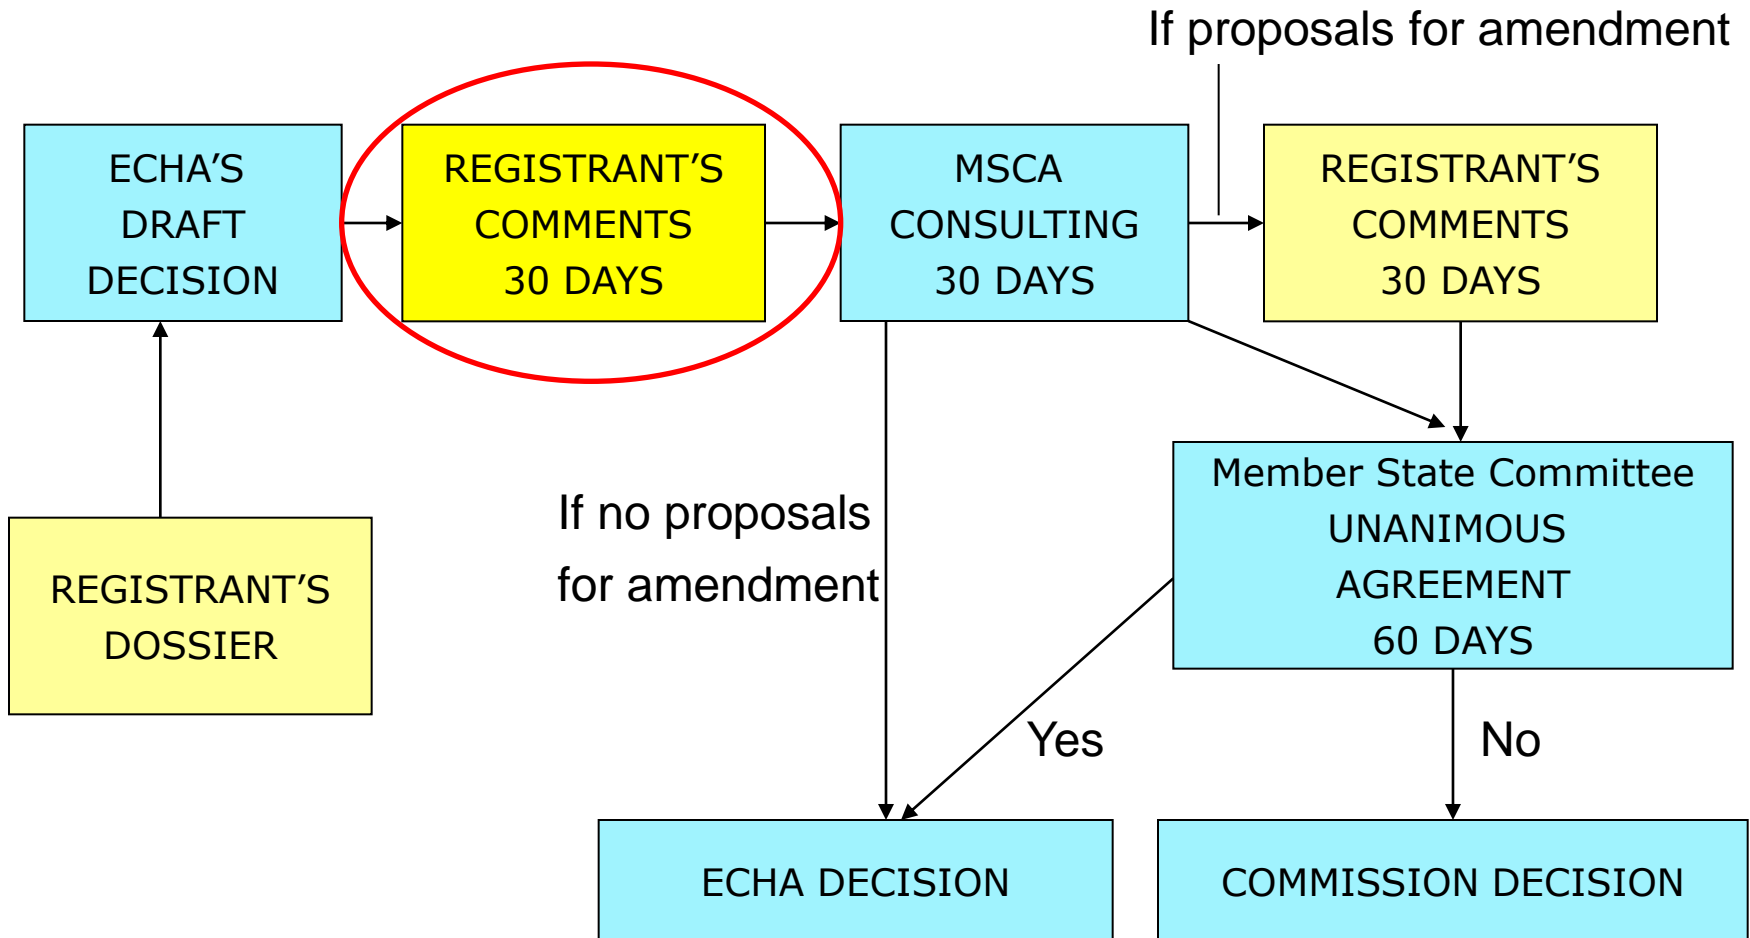 If proposals for amendment
ECHA’S
DRAFT
DECISION
REGISTRANT’S
COMMENTS
30 DAYS
MSCA
CONSULTING
30 DAYS
REGISTRANT’S
COMMENTS
30 DAYS
Member State Committee
UNANIMOUS
AGREEMENT
60 DAYS
If no proposals
for amendment
REGISTRANT’S
DOSSIER
Yes
No
ECHA DECISION
COMMISSION DECISION